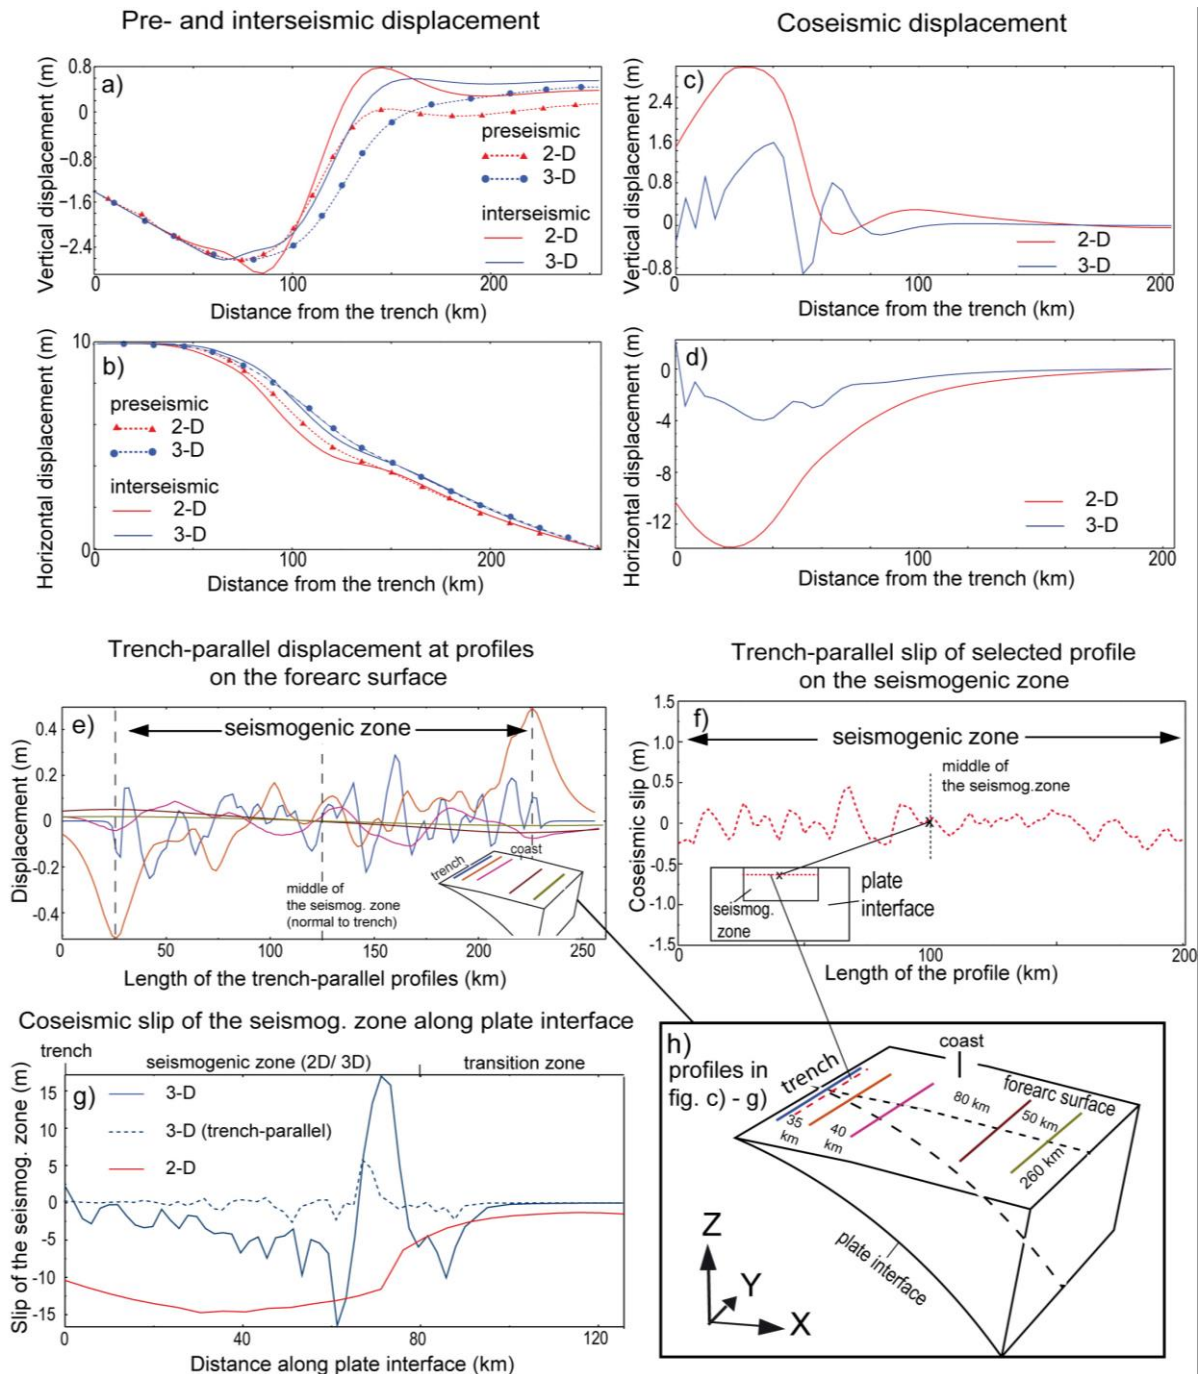 Pre- and interseismic displacement
Coseismic displacement
a)
Vertical displacement (m)
0.8
0
−0.8
−1.6
−2.4
preseismic
2-D
3-D
interseismic
2-D
3-D
0
100
200
Distance from the trench (km)
c)
Vertical displacement (m)
2.4
1.6
0.8
0
-0.8
2-D
3-D
0
100
200
Distance from the trench (km)
b)
Horizontal displacement (m)
10
0
preseismic
2-D
3-D
interseismic
2-D
3-D
0
100
200
Distance from the trench (km)
d)
Horizontal displacement (m)
0
-4
-8
-12
2-D
3-D
0
100
200
Distance from the trench (km)
Trench-parallel displacement at profiles
on the forearc surface
e)
Displacement (m)
0.4
0.2
0
-0.2
-0.4
seismogenic zone
middle of
the seismog. zone
(normal to trench)
trench
coast
0
50
100
150
200
250
Length of the trench-parallel profiles (km)
Trench-parallel slip of selected profile
on the seismogenic zone
f)
Coseismic slip (m)
1.5
1.0
0.5
0
-0.5
-1.0
-1.5
seismogenic zone
middle of
the seismog.zone
seismog.
zone
plate
interface
0
100
200
Length of the profile (km)
Coseismic slip of the seismog. zone along plate interface
trench
seismogenic zone (2D/ 3D)
transition zone
g)
Slip of the seismog. zone (m)
15
10
5
0
-5
-10
-15
3-D
3-D (trench-parallel)
2-D
0
40
80
120
Distance along plate interface (km)
h)
profiles in
fig. c) - g)
trench
coast
forearc surface
35
km
40
km
80 km
50 km
260 km
plate interface
Z
Y
X